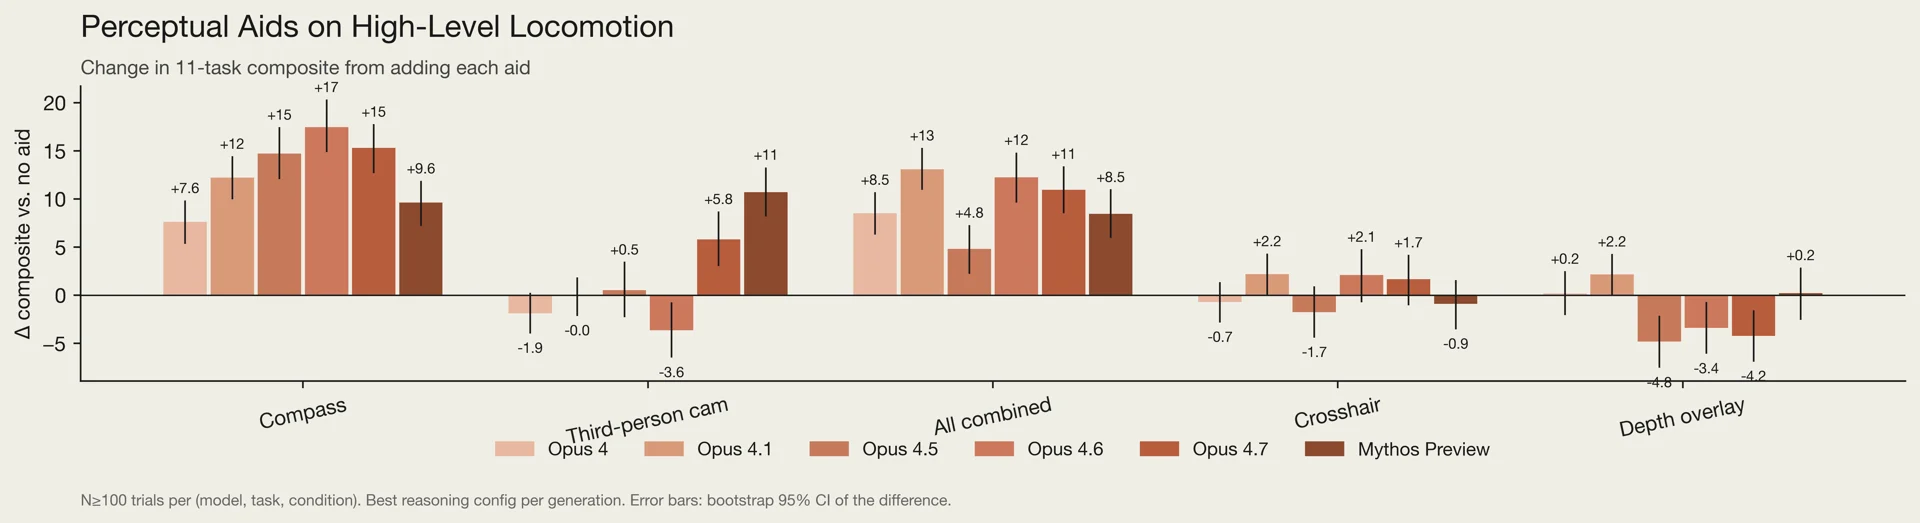 Perceptual Aids on High-Level Locomotion
Change in 11-task composite from adding each aid
Δ composite vs. no aid
20
15
10
5
0
−5
+7.6
+12
+15
+17
+15
+9.6
-1.9
-0.0
+0.5
-3.6
+5.8
+11
+8.5
+13
+4.8
+12
+11
+8.5
-0.7
+2.2
-1.7
+2.1
+1.7
-0.9
+0.2
+2.2
-4.8
-3.4
-4.2
+0.2
Compass
Third-person cam
All combined
Crosshair
Depth overlay
Opus 4
Opus 4.1
Opus 4.5
Opus 4.6
Opus 4.7
Mythos Preview
N≥100 trials per (model, task, condition). Best reasoning config per generation. Error bars: bootstrap 95% CI of the difference.